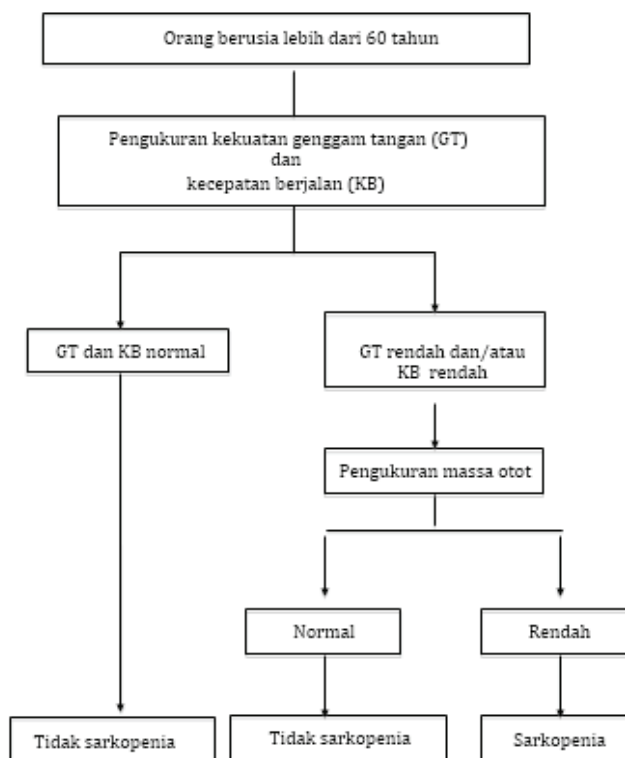 Orang berusia lebih dari 60 tahun
Pengukuran kekuatan genggam tangan (GT)
dan
kecepatan berjalan (KB)
GT dan KB normal
GT rendah dan/atau
KB rendah
Pengukuran massa otot
Normal
Rendah
Tidak sarkopenia
Tidak sarkopenia
Sarkopenia